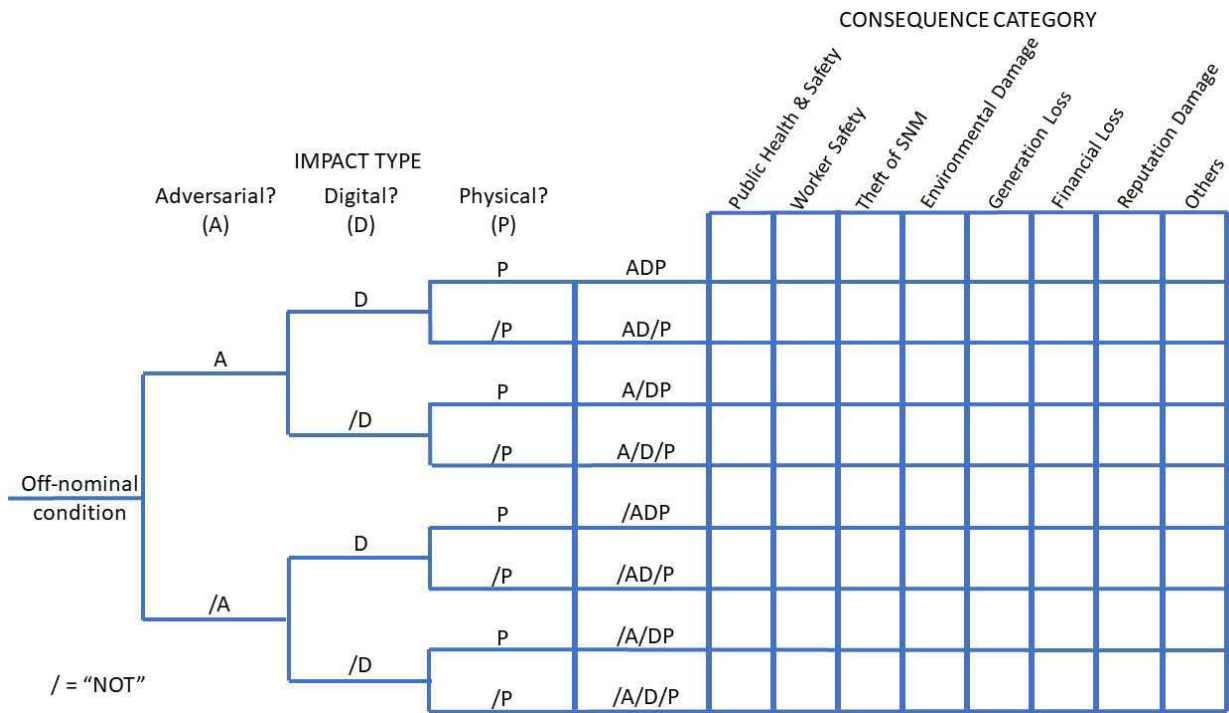 CONSEQUENCE CATEGORY
Public Health & Safety
Worker Safety
Theft of SNM
Environmental Damage
Generation Loss
Financial Loss
Reputation Damage
Others
IMPACT TYPE
Adversarial?
(A)
Digital?
(D)
Physical?
(P)
P
ADP
D
/P
AD/P
A
P
A/DP
/D
/P
A/D/P
Off-nominal
condition
P
/ADP
D
/P
/AD/P
/A
P
/A/DP
/D
/P
/A/D/P
/ = “NOT”